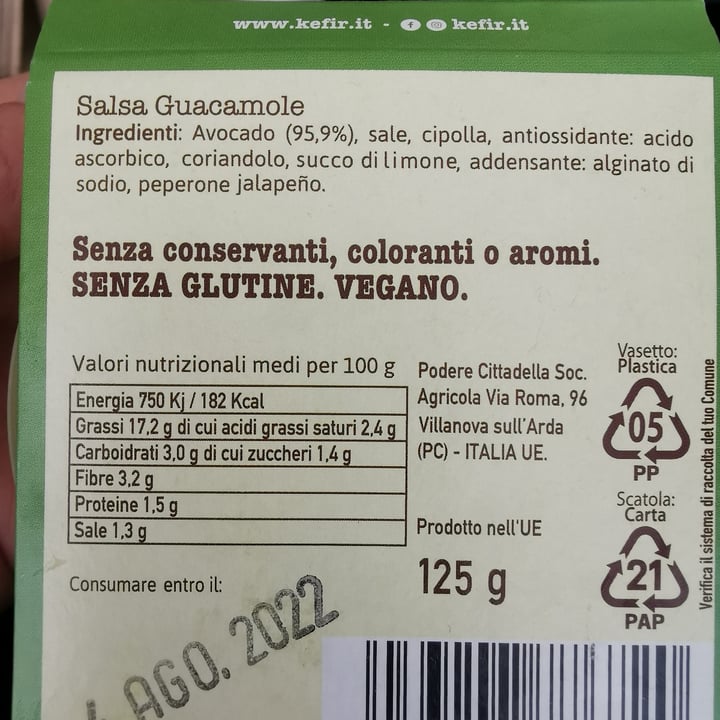 www.kefir.it - kefir.it
Salsa Guacamole
Ingredienti: Avocado (95,9%), sale, cipolla, antiossidante: acido
ascorbico, coriandolo, succo di limone, addensante: alginato di
sodio, peperone jalapeño.
Senza conservanti, coloranti o aromi.
SENZA GLUTINE. VEGANO.
Valori nutrizionali medi per 100 g
Energia 750 Kj / 182 Kcal
Grassi 17,2 g di cui acidi grassi saturi 2,4 g
Carboidrati 3,0 g di cui zuccheri 1,4 g
Fibre 3,2 g
Proteine 1,5 g
Sale 1,3 g
Podere Cittadella Soc.
Agricola Via Roma, 96
Villanova sull'Arda
(PC) - ITALIA UE.
Prodotto nell'UE
125 g
Vasetto:
Plastica
05
PP
Scatola:
Carta
21
PAP
Verifica il sistema di raccolta del tuo Comune
Consumare entro il:
AGO. 2022